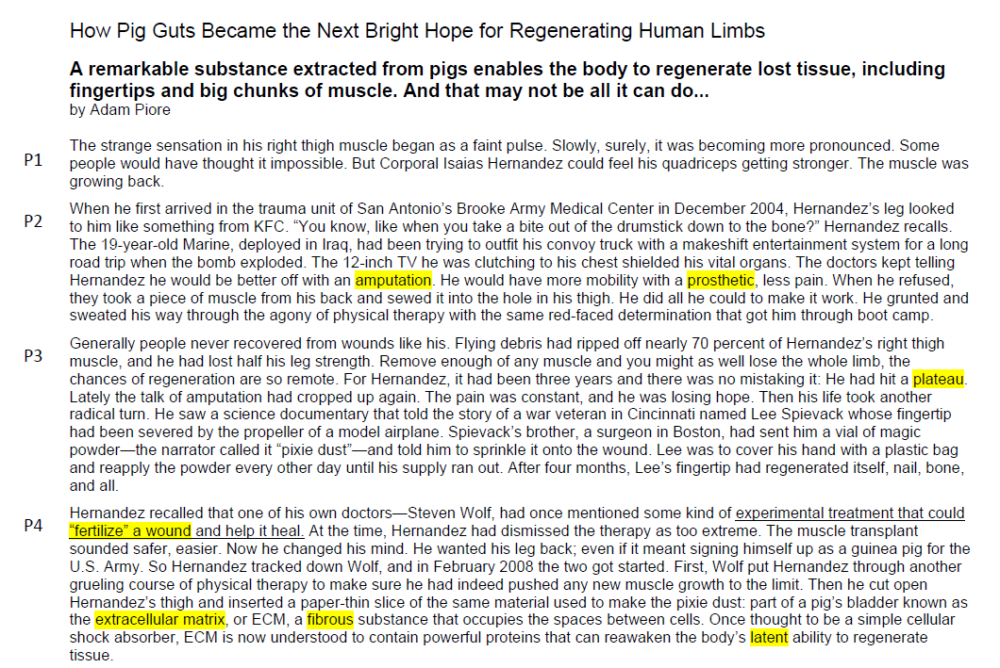 How Pig Guts Became the Next Bright Hope for Regenerating Human Limbs
A remarkable substance extracted from pigs enables the body to regenerate lost tissue, including
fingertips and big chunks of muscle. And that may not be all it can do...
by Adam Piore
P1
The strange sensation in his right thigh muscle began as a faint pulse. Slowly, surely, it was becoming more pronounced. Some
people would have thought it impossible. But Corporal Isaias Hernandez could feel his quadriceps getting stronger. The muscle was
growing back.
P2
When he first arrived in the trauma unit of San Antonio’s Brooke Army Medical Center in December 2004, Hernandez’s leg looked
to him like something from KFC. “You know, like when you take a bite out of the drumstick down to the bone?” Hernandez recalls.
The 19-year-old Marine, deployed in Iraq, had been trying to outfit his convoy truck with a makeshift entertainment system for a long
road trip when the bomb exploded. The 12-inch TV he was clutching to his chest shielded his vital organs. The doctors kept telling
Hernandez he would be better off with an amputation. He would have more mobility with a prosthetic, less pain. When he refused,
they took a piece of muscle from his back and sewed it into the hole in his thigh. He did all he could to make it work. He grunted and
sweated his way through the agony of physical therapy with the same red-faced determination that got him through boot camp.
P3
Generally people never recovered from wounds like his. Flying debris had ripped off nearly 70 percent of Hernandez’s right thigh
muscle, and he had lost half his leg strength. Remove enough of any muscle and you might as well lose the whole limb, the
chances of regeneration are so remote. For Hernandez, it had been three years and there was no mistaking it: He had hit a plateau.
Lately the talk of amputation had cropped up again. The pain was constant, and he was losing hope. Then his life took another
radical turn. He saw a science documentary that told the story of a war veteran in Cincinnati named Lee Spievack whose fingertip
had been severed by the propeller of a model airplane. Spievack’s brother, a surgeon in Boston, had sent him a vial of magic
powder—the narrator called it “pixie dust”—and told him to sprinkle it onto the wound. Lee was to cover his hand with a plastic bag
and reapply the powder every other day until his supply ran out. After four months, Lee’s fingertip had regenerated itself, nail, bone,
and all.
P4
Hernandez recalled that one of his own doctors—Steven Wolf, had once mentioned some kind of experimental treatment that could
“fertilize” a wound and help it heal. At the time, Hernandez had dismissed the therapy as too extreme. The muscle transplant
sounded safer, easier. Now he changed his mind. He wanted his leg back; even if it meant signing himself up as a guinea pig for the
U.S. Army. So Hernandez tracked down Wolf, and in February 2008 the two got started. First, Wolf put Hernandez through another
grueling course of physical therapy to make sure he had indeed pushed any new muscle growth to the limit. Then he cut open
Hernandez’s thigh and inserted a paper-thin slice of the same material used to make the pixie dust: part of a pig’s bladder known as
the extracellular matrix, or ECM, a fibrous substance that occupies the spaces between cells. Once thought to be a simple cellular
shock absorber, ECM is now understood to contain powerful proteins that can reawaken the body’s latent ability to regenerate
tissue.